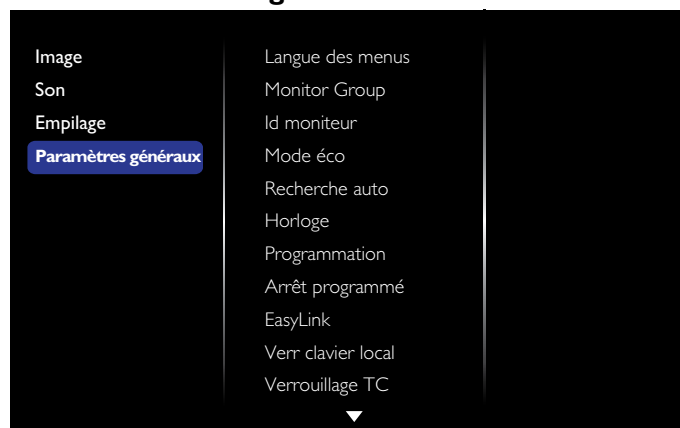 Image
Son
Empilage
Paramètres généraux
Langue des menus
Monitor Group
Id moniteur
Mode éco
Recherche auto
Horloge
Programmation
Arrêt programmé
EasyLink
Verr clavier local
Verrouillage TC